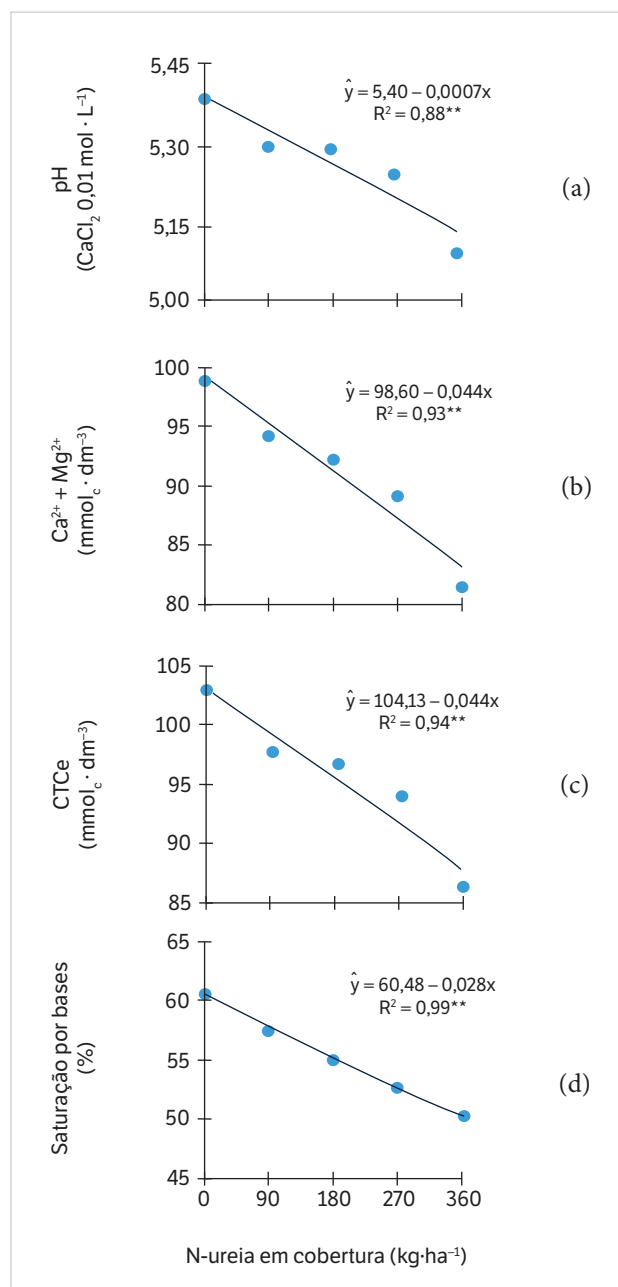 5,45
5,30
5,15
5,00
pH
(CaCl₂ 0,01 mol · L⁻¹)
ŷ = 5,40 – 0,0007x
R² = 0,88**
(a)
100
95
90
85
80
Ca²⁺ + Mg²⁺
(mmol꜀ · dm⁻³)
ŷ = 98,60 – 0,044x
R² = 0,93**
(b)
105
100
95
90
85
CTCe
(mmol꜀ · dm⁻³)
ŷ = 104,13 – 0,044x
R² = 0,94**
(c)
65
60
55
50
45
Saturação por bases
(%)
ŷ = 60,48 – 0,028x
R² = 0,99**
(d)
0 90 180 270 360
N-ureia em cobertura (kg·ha⁻¹)